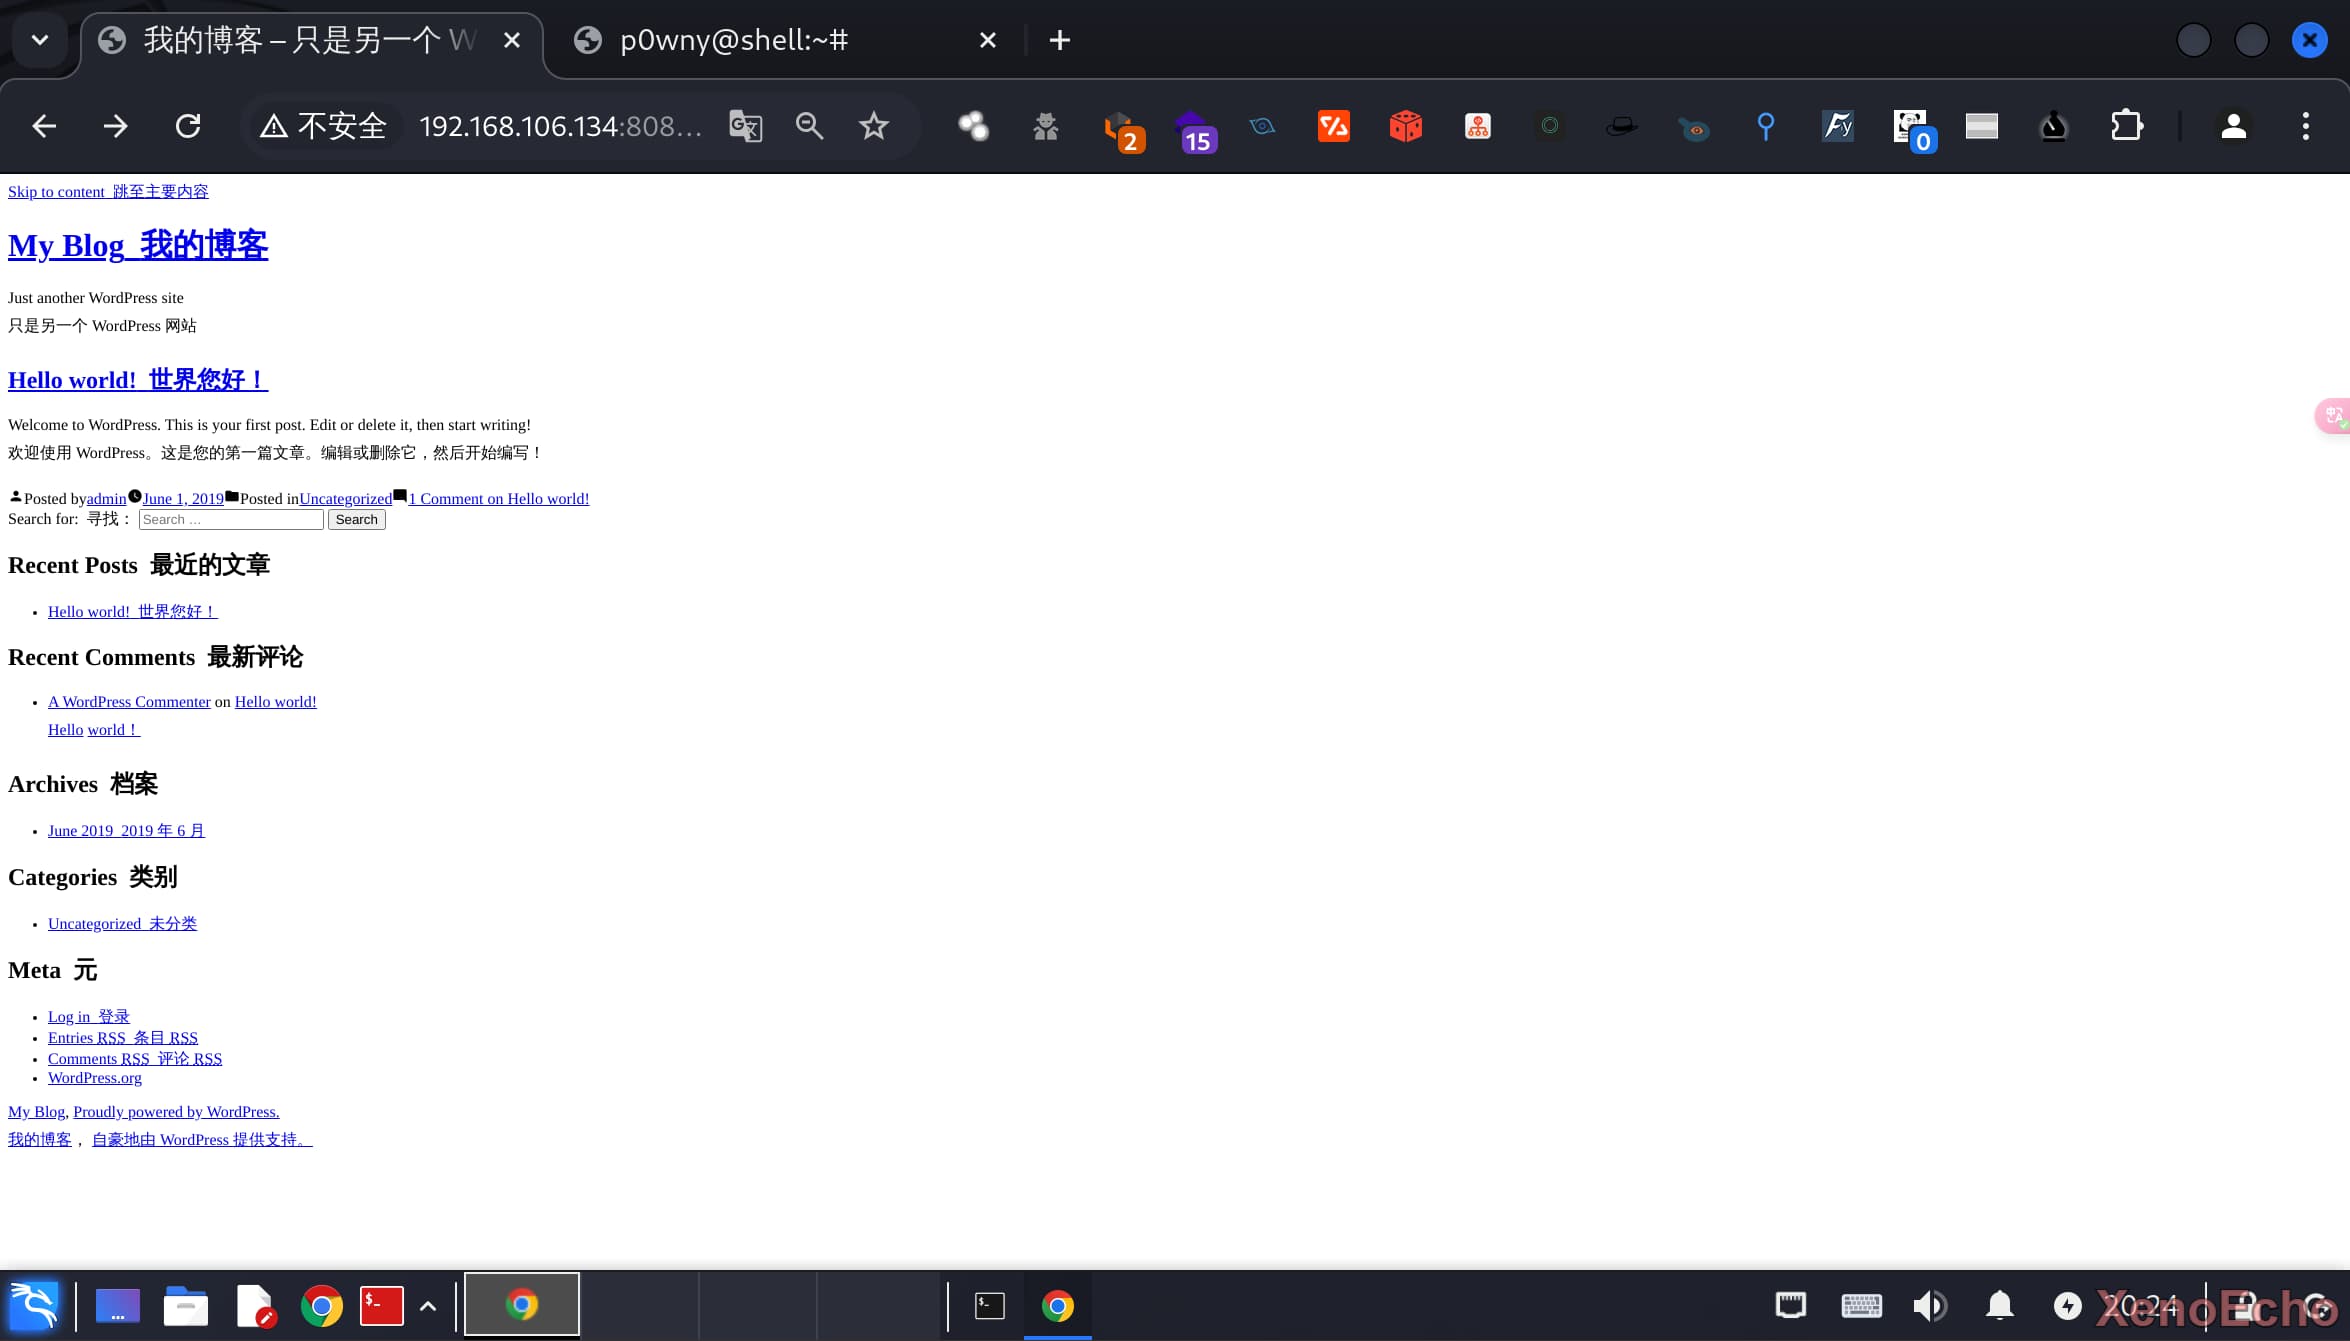 我的博客 – 只是另一个 W
p0wny@shell:~#
不安全
192.168.106.134:808...
2
15
Fy
0
Skip to content  跳至主要内容
My Blog  我的博客
Just another WordPress site
只是另一个 WordPress 网站
Hello world!  世界您好！
Welcome to WordPress. This is your first post. Edit or delete it, then start writing!
欢迎使用 WordPress。这是您的第一篇文章。编辑或删除它，然后开始编写！
Posted byadminJune 1, 2019Posted inUncategorized1 Comment on Hello world!
Search for:  寻找： Search … Search
Recent Posts  最近的文章
Hello world!  世界您好！
Recent Comments  最新评论
A WordPress Commenter on Hello world!
Hello world！
Archives  档案
June 2019  2019 年 6 月
Categories  类别
Uncategorized  未分类
Meta  元
Log in  登录
Entries RSS  条目 RSS
Comments RSS  评论 RSS
WordPress.org
My Blog, Proudly powered by WordPress.
我的博客， 自豪地由 WordPress 提供支持。
$-
$-
20:24
XenoEcho